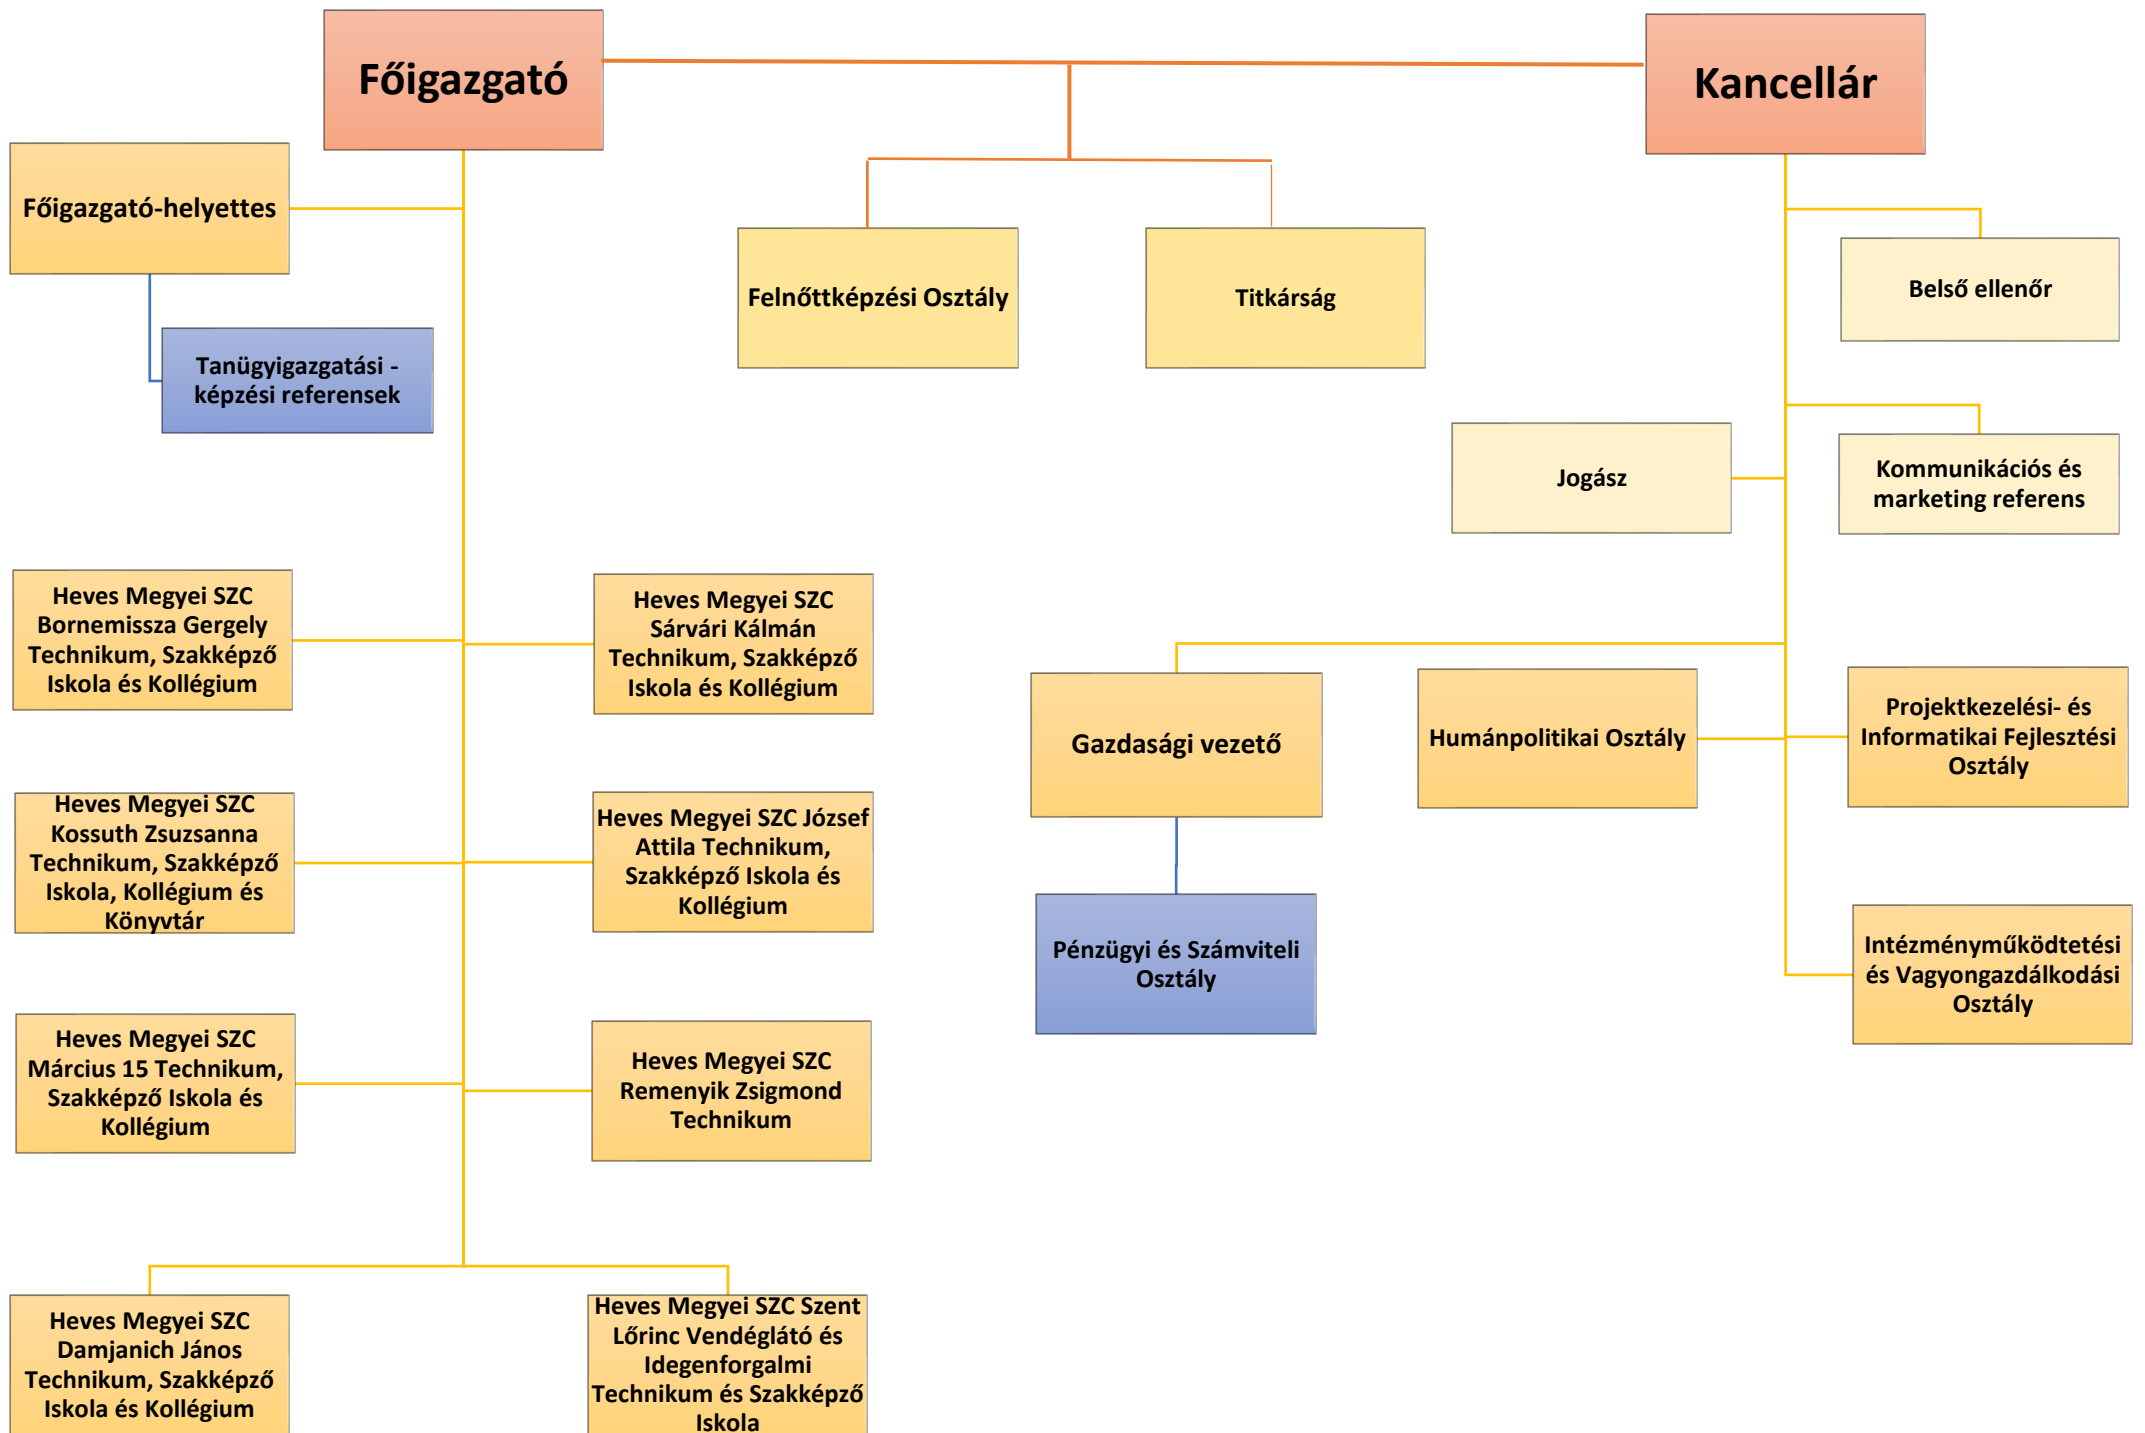 Főigazgató
Kancellár
Főigazgató-helyettes
Felnőttképzési Osztály
Titkárság
Belső ellenőr
Tanügyigazgatási -
képzési referensek
Jogász
Kommunikációs és
marketing referens
Heves Megyei SZC
Bornemissza Gergely
Technikum, Szakképző
Iskola és Kollégium
Heves Megyei SZC
Sárvári Kálmán
Technikum, Szakképző
Iskola és Kollégium
Gazdasági vezető
Humánpolitikai Osztály
Projektkezelési- és
Informatikai Fejlesztési
Osztály
Heves Megyei SZC
Kossuth Zsuzsanna
Technikum, Szakképző
Iskola, Kollégium és
Könyvtár
Heves Megyei SZC József
Attila Technikum,
Szakképző Iskola és
Kollégium
Pénzügyi és Számviteli
Osztály
Intézményműködtetési
és Vagyongazdálkodási
Osztály
Heves Megyei SZC
Március 15 Technikum,
Szakképző Iskola és
Kollégium
Heves Megyei SZC
Remenyik Zsigmond
Technikum
Heves Megyei SZC
Damjanich János
Technikum, Szakképző
Iskola és Kollégium
Heves Megyei SZC Szent
Lőrinc Vendéglátó és
Idegenforgalmi
Technikum és Szakképző
Iskola